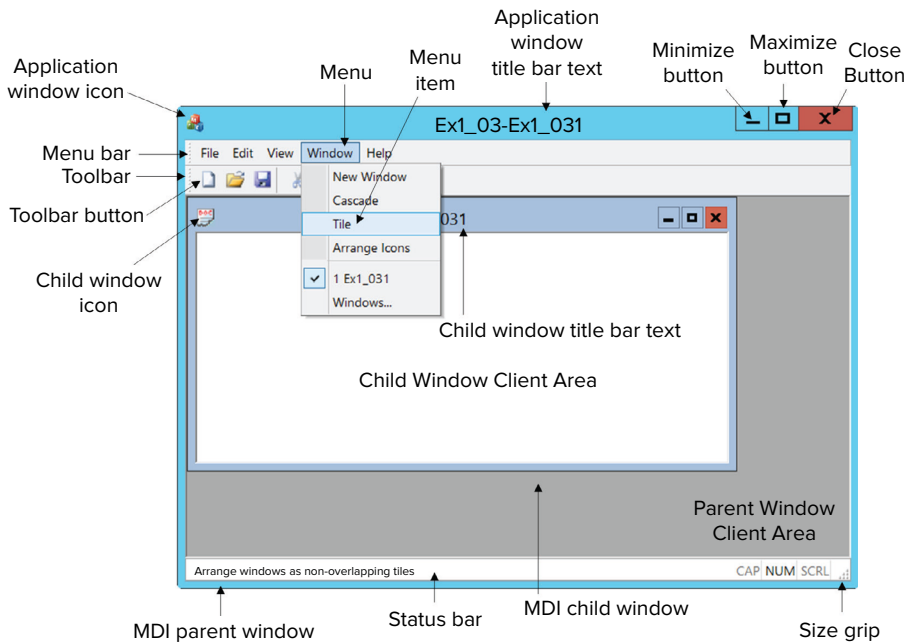 Application
window
title bar text
Minimize
button
Maximize
button
Close
Button
Application
window icon
Menu
Menu
item
Ex1_03-Ex1_031
Menu bar
File Edit View Window Help
Toolbar
Toolbar button
New Window
Cascade
Tile
031
Arrange Icons
1 Ex1_031
Windows...
Child window
icon
Child window title bar text
Child Window Client Area
Parent Window
Client Area
Arrange windows as non-overlapping tiles
CAP NUM SCRL
MDI parent window
Status bar
MDI child window
Size grip